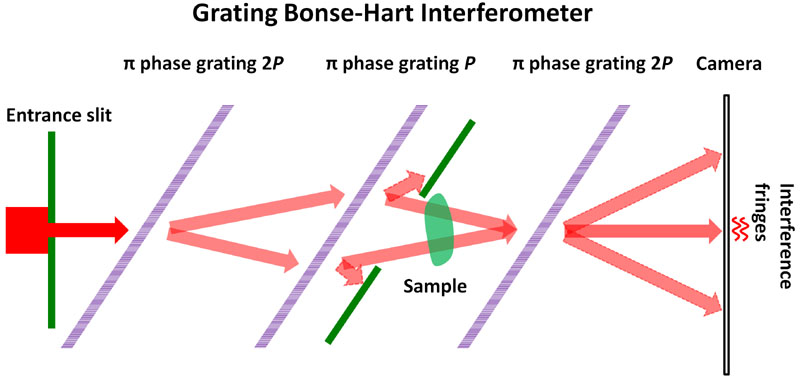 Grating Bonse-Hart Interferometer
π phase grating 2P
π phase grating P
π phase grating 2P
Camera
Entrance slit
Sample
Interference
fringes